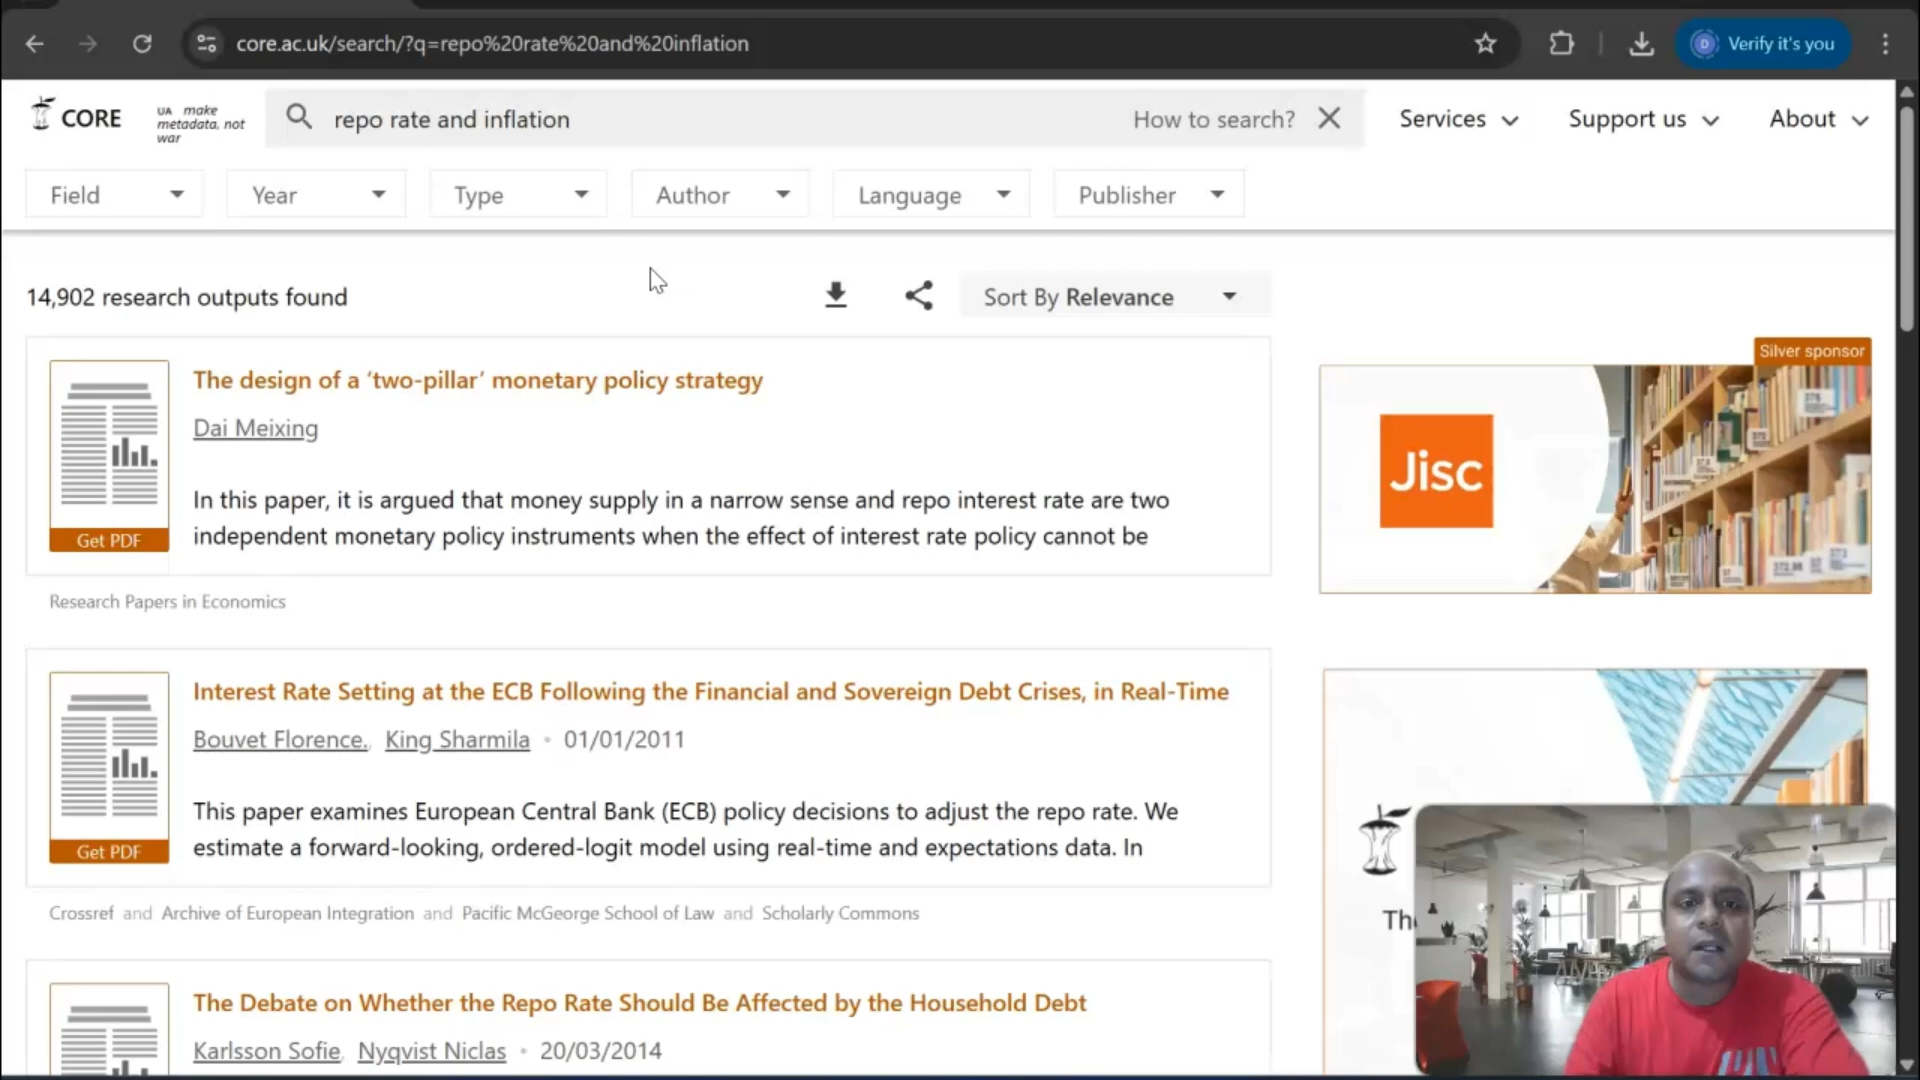 core.ac.uk/search/?q=repo%20rate%20and%20inflation
Verify it's you
CORE
UA make metadata, not war
repo rate and inflation
How to search?
Services
Support us
About
Field
Year
Type
Author
Language
Publisher
14,902 research outputs found
Sort By Relevance
The design of a ‘two-pillar’ monetary policy strategy
Dai Meixing
In this paper, it is argued that money supply in a narrow sense and repo interest rate are two
independent monetary policy instruments when the effect of interest rate policy cannot be
Get PDF
Research Papers in Economics
Silver sponsor
Jisc
Interest Rate Setting at the ECB Following the Financial and Sovereign Debt Crises, in Real-Time
Bouvet Florence, King Sharmila • 01/01/2011
This paper examines European Central Bank (ECB) policy decisions to adjust the repo rate. We
estimate a forward-looking, ordered-logit model using real-time and expectations data. In
Get PDF
Crossref and Archive of European Integration and Pacific McGeorge School of Law and Scholarly Commons
The Debate on Whether the Repo Rate Should Be Affected by the Household Debt
Karlsson Sofie, Nyqvist Niclas • 20/03/2014